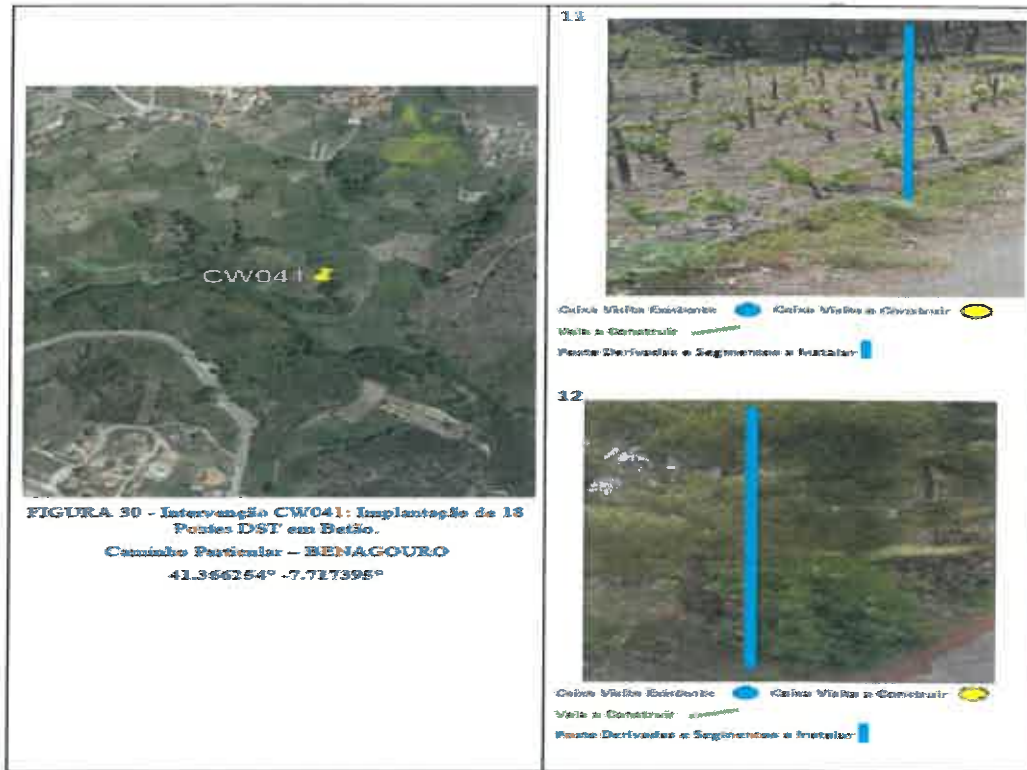 CW041
FIGURA 30 - Intervenção CW041: Implantação de 18
Postes DST em Betão.
Caminho Particular – BENAGOURO
41.366254° -7.717395°
11
Caixa Visita Existente Caixa Visita a Construir
Vala a Construir
Poste Derivados e Segmentos a Instalar
12
Caixa Visita Existente Caixa Visita a Construir
Vala a Construir
Poste Derivados e Segmentos a Instalar